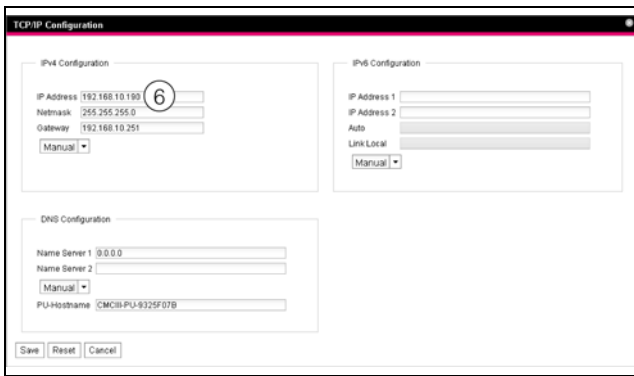 TCP/IP Configuration
IPv4 Configuration
IP Address 192.168.10.190 6
Netmask 255.255.255.0
Gateway 192.168.10.251
Manual
IPv6 Configuration
IP Address 1
IP Address 2
Auto
Link Local
Manual
DNS Configuration
Name Server 1 0.0.0.0
Name Server 2
Manual
PU-Hostname CMCIII-PU-9325F07B
Save Reset Cancel